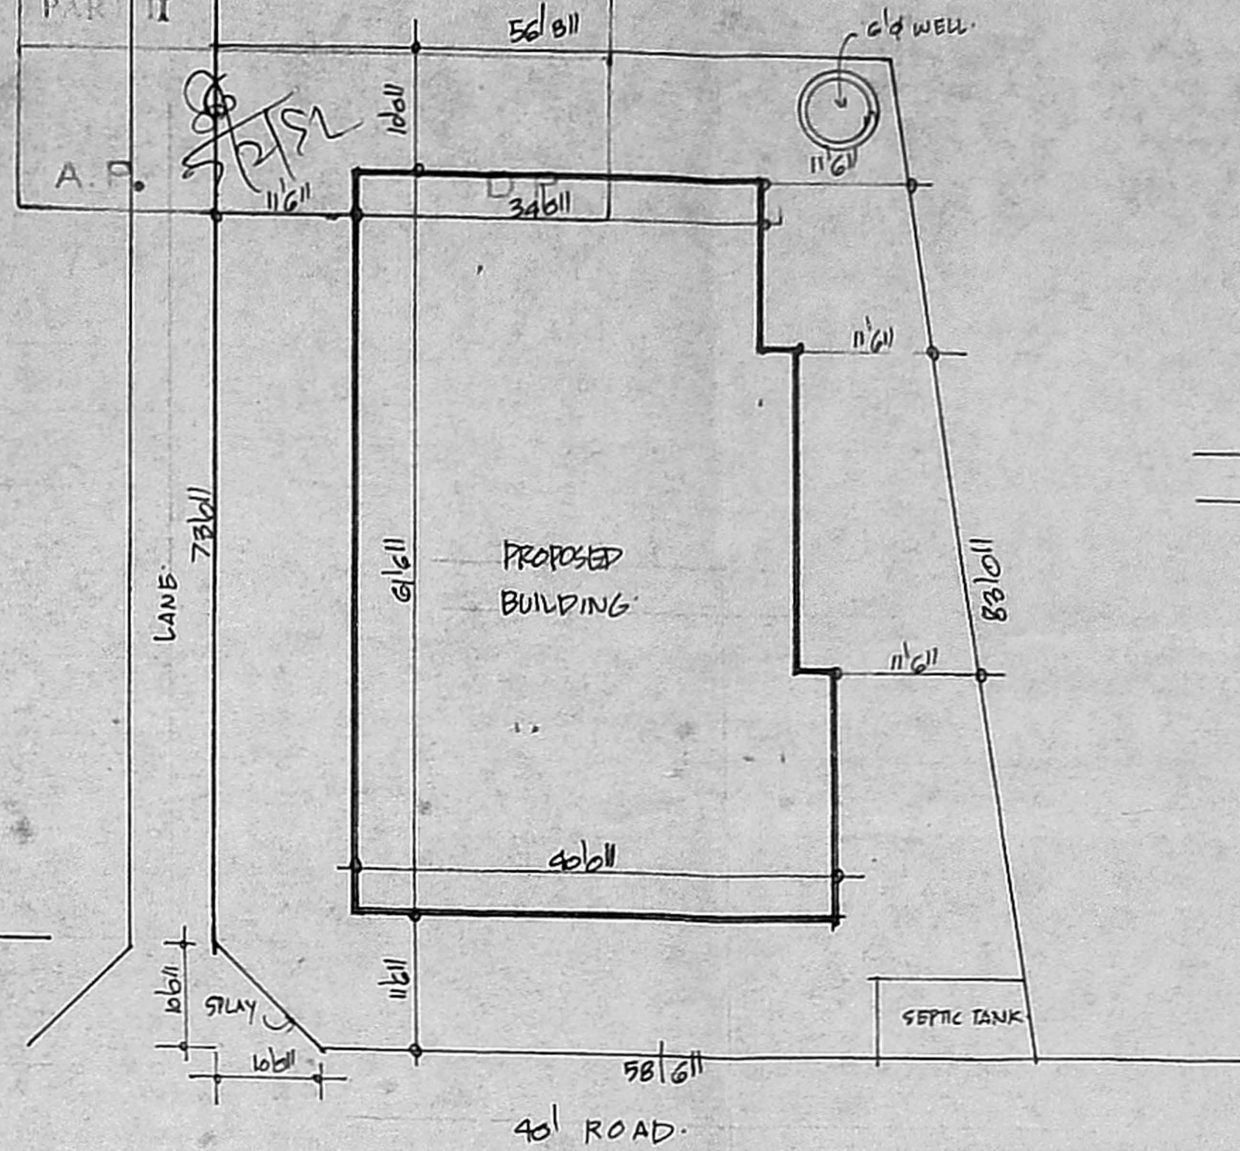 PAR II
56'8"
6'φ WELL.
10'0"
A. P.
D P
11'6"
11'6"
34'0"
11'6"
73'0"
61'6"
PROPOSED
BUILDING
LANE.
83'0"
11'6"
40'0"
10'0"
SPLAY
11'6"
SEPTIC TANK
10'0"
58'6"
40' ROAD.